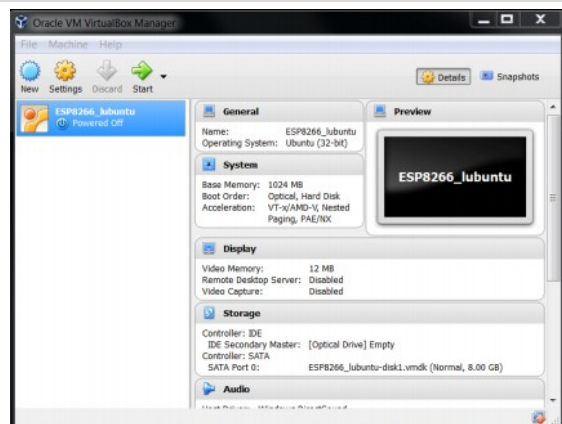 Oracle VM VirtualBox Manager
File Machine Help
New Settings Discard Start
Details Snapshots
ESP8266_lubuntu
Powered Off
General
Name: ESP8266_lubuntu
Operating System: Ubuntu (32-bit)
System
Base Memory: 1024 MB
Boot Order: Optical, Hard Disk
Acceleration: VT-x/AMD-V, Nested
Paging, PAE/NX
Preview
ESP8266_lubuntu
Display
Video Memory: 12 MB
Remote Desktop Server: Disabled
Video Capture: Disabled
Storage
Controller: IDE
IDE Secondary Master: [Optical Drive] Empty
Controller: SATA
SATA Port 0: ESP8266_lubuntu-disk1.vmdk (Normal, 8.00 GB)
Audio